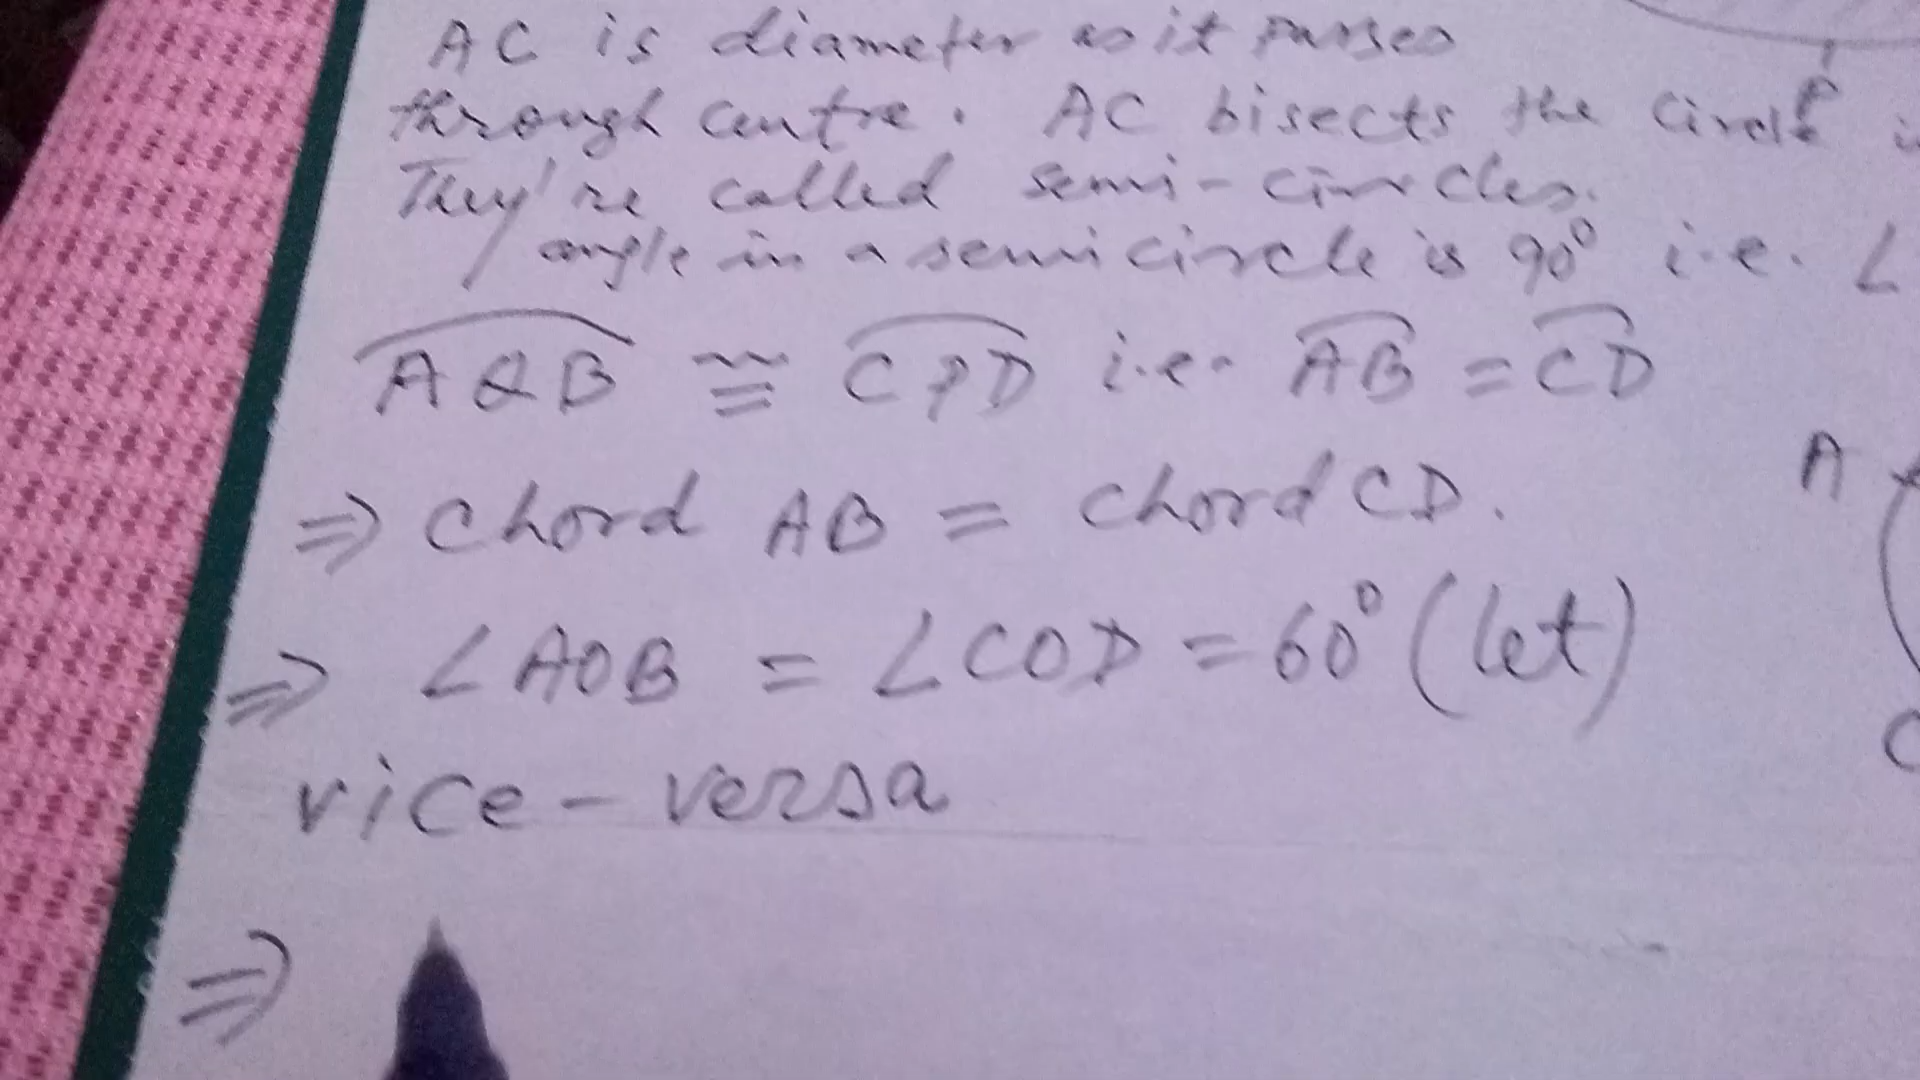 AC is diameter as it passes
through centre. AC bisects the circle
P
They're called semi-circles.
angle in a semicircle is 90° i.e. ∠
AQB ≅ CPD i.e. AB = CD
A
⇒ Chord AB = Chord CD.
⇒ ∠AOB = ∠COD = 60° (let)
C
vice-versa
⇒